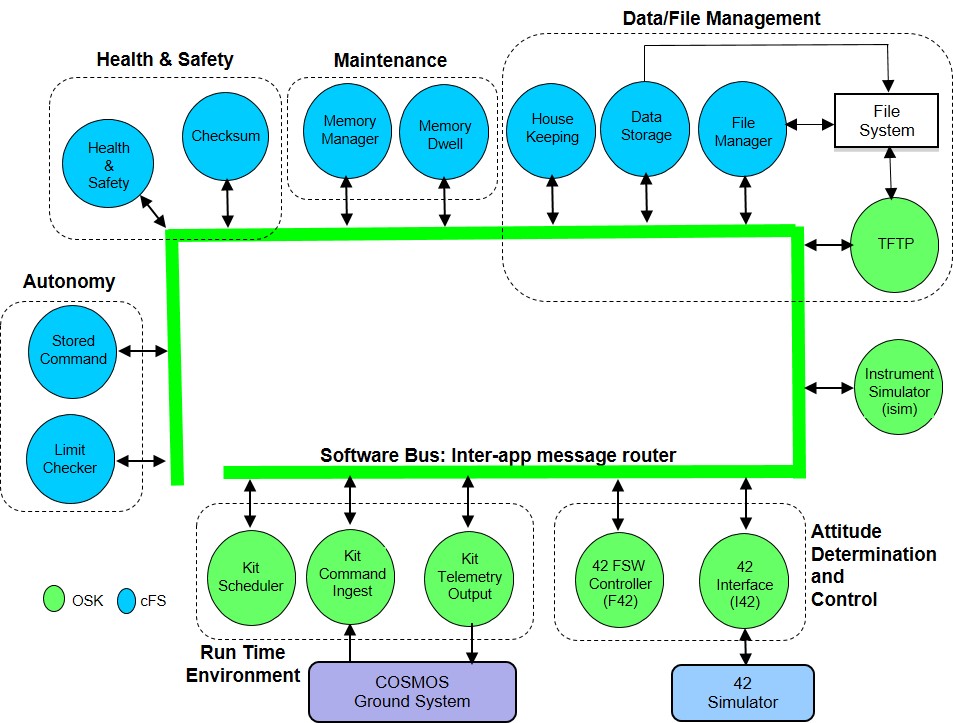 Data/File Management
Health & Safety
Maintenance
Health
&
Safety
Checksum
Memory
Manager
Memory
Dwell
House
Keeping
Data
Storage
File
Manager
File
System
TFTP
Autonomy
Stored
Command
Limit
Checker
Instrument
Simulator
(isim)
Software Bus: Inter-app message router
Kit
Scheduler
Kit
Command
Ingest
Kit
Telemetry
Output
42 FSW
Controller
(F42)
42
Interface
(I42)
Attitude
Determination
and
Control
OSK
cFS
Run Time
Environment
COSMOS
Ground System
42
Simulator